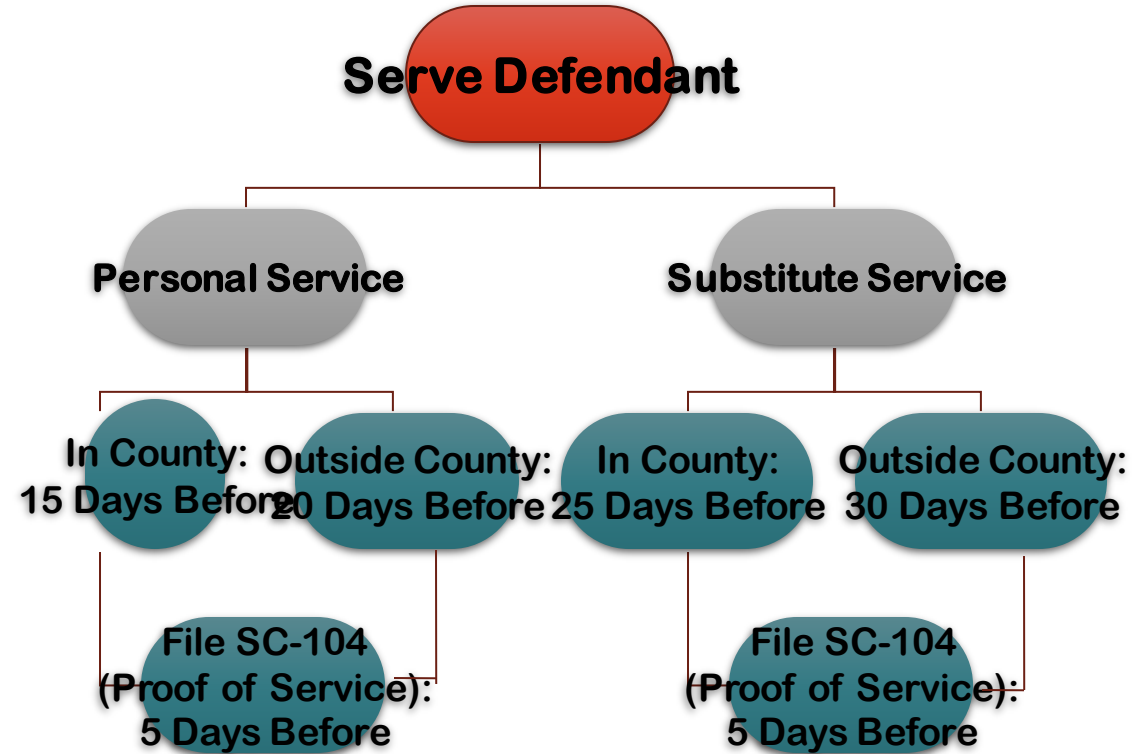 Serve Defendant
Personal Service
Substitute Service
In County:
15 Days Before
Outside County:
20 Days Before
In County:
25 Days Before
Outside County:
30 Days Before
File SC-104
(Proof of Service):
5 Days Before
File SC-104
(Proof of Service):
5 Days Before